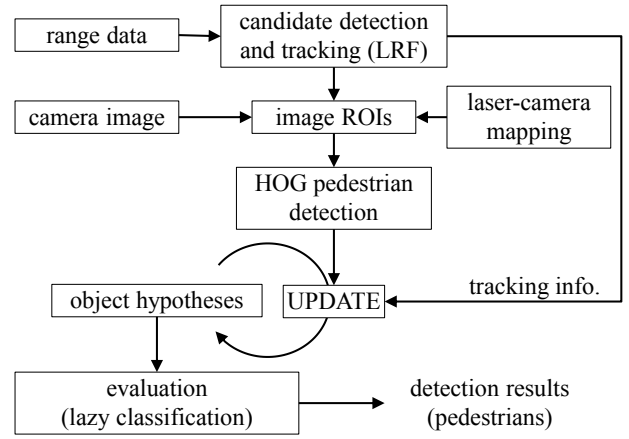 range data
candidate detection
and tracking (LRF)
camera image
image ROIs
laser-camera
mapping
HOG pedestrian
detection
object hypotheses
UPDATE
tracking info.
evaluation
(lazy classification)
detection results
(pedestrians)